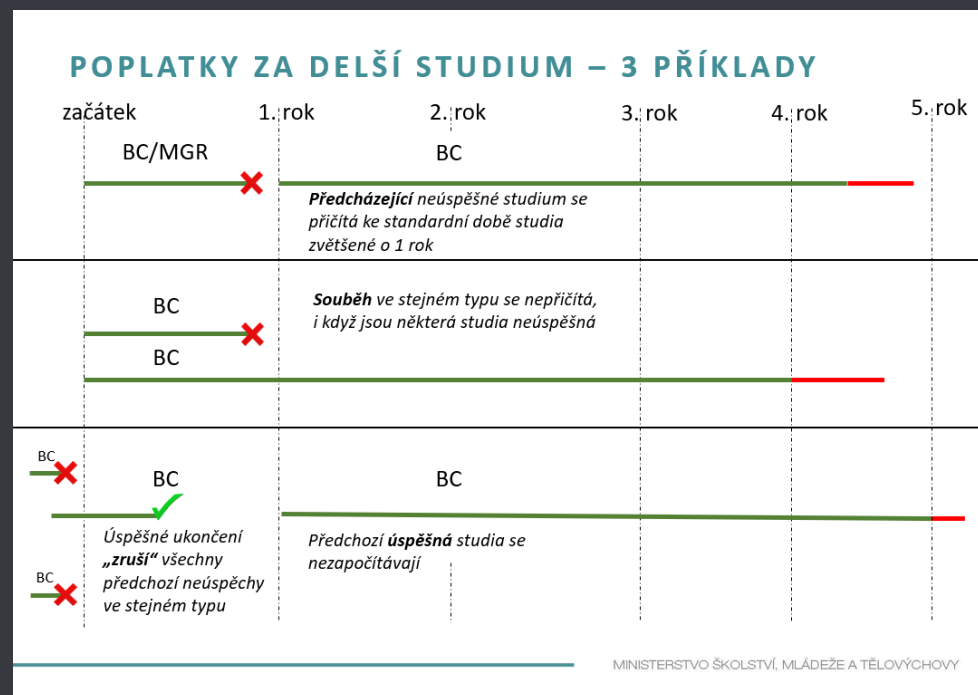 POPLATKY ZA DELŠÍ STUDIUM – 3 PŘÍKLADY
začátek 1. rok 2. rok 3. rok 4. rok 5. rok
BC/MGR BC
Předcházející neúspěšné studium se
přičítá ke standardní době studia
zvětšené o 1 rok
BC
BC
Souběh ve stejném typu se nepřičítá,
i když jsou některá studia neúspěšná
BC
BC BC
Úspěšné ukončení
„zruší“ všechny
předchozí neúspěchy
ve stejném typu
Předchozí úspěšná studia se
nezapočítávají
BC
MINISTERSTVO ŠKOLSTVÍ, MLÁDEŽE A TĚLOVÝCHOVY